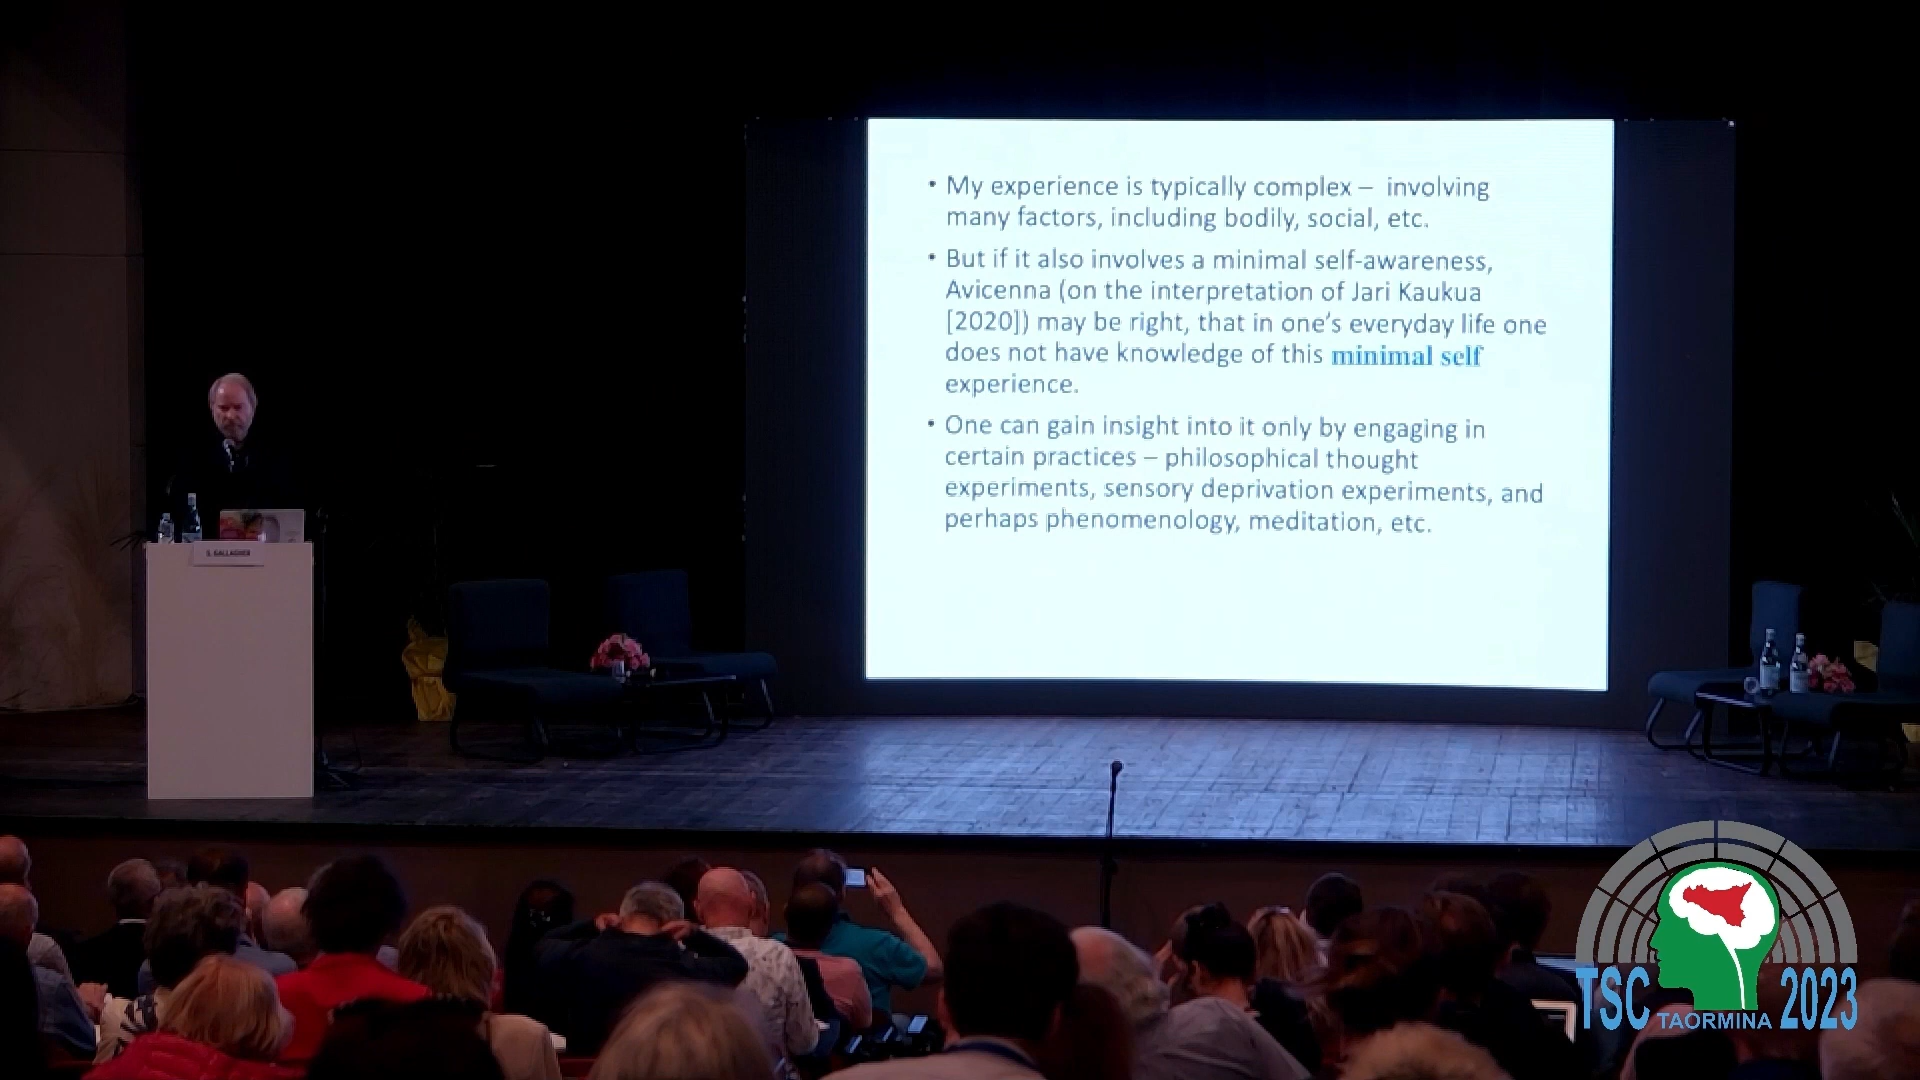 • My experience is typically complex – involving
many factors, including bodily, social, etc.
• But if it also involves a minimal self-awareness,
Avicenna (on the interpretation of Jari Kaukua
[2020]) may be right, that in one's everyday life one
does not have knowledge of this minimal self
experience.
• One can gain insight into it only by engaging in
certain practices – philosophical thought
experiments, sensory deprivation experiments, and
perhaps phenomenology, meditation, etc.
S. GALLAGHER
TSC TAORMINA 2023